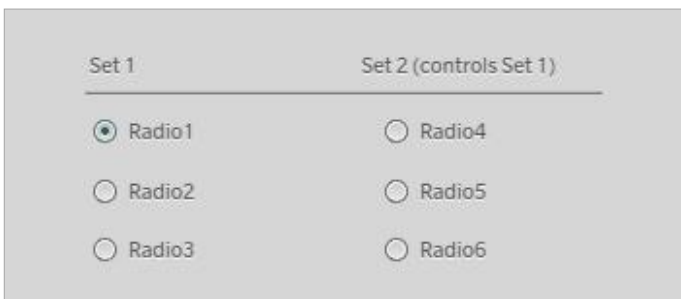 Set 1 Set 2 (controls Set 1)
Radio1 Radio4
Radio2 Radio5
Radio3 Radio6